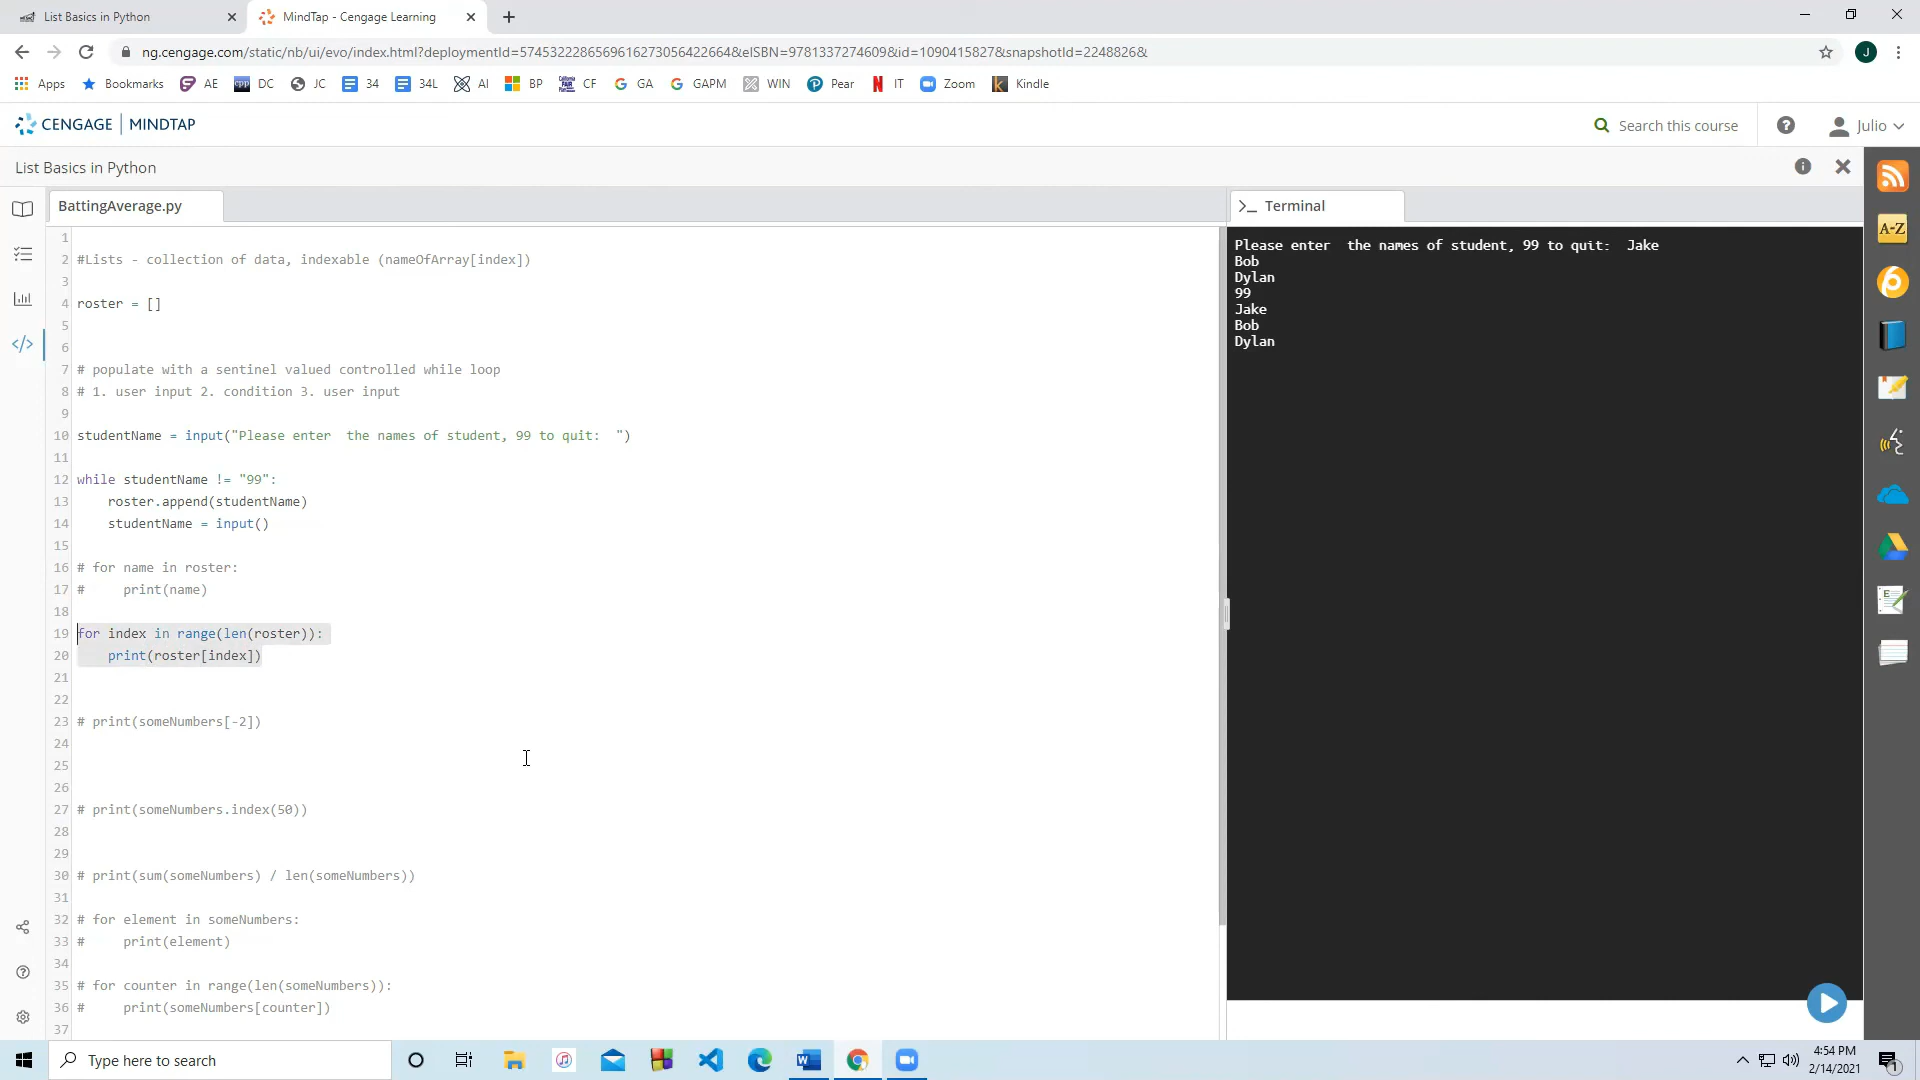 List Basics in Python
MindTap - Cengage Learning
ng.cengage.com/static/nb/ui/evo/index.html?deploymentId=5745322286569616273056422664&eISBN=9781337274609&id=1090415827&snapshotId=2248826&
J
Apps
Bookmarks
AE
cpp
DC
JC
34
34L
AI
BP
CF
GA
GAPM
WIN
Pear
IT
Zoom
Kindle
CENGAGE | MINDTAP
Search this course
Julio
List Basics in Python
BattingAverage.py
1
2 #Lists - collection of data, indexable (nameOfArray[index])
3
4 roster = []
5
6
7 # populate with a sentinel valued controlled while loop
8 # 1. user input 2. condition 3. user input
9
10 studentName = input("Please enter  the names of student, 99 to quit:  ")
11
12 while studentName != "99":
13     roster.append(studentName)
14     studentName = input()
15
16 # for name in roster:
17 #     print(name)
18
19 for index in range(len(roster)):
20     print(roster[index])
21
22
23 # print(someNumbers[-2])
24
25
26
27 # print(someNumbers.index(50))
28
29
30 # print(sum(someNumbers) / len(someNumbers))
31
32 # for element in someNumbers:
33 #     print(element)
34
35 # for counter in range(len(someNumbers)):
36 #     print(someNumbers[counter])
37
>_ Terminal
Please enter  the names of student, 99 to quit:  Jake
Bob
Dylan
99
Jake
Bob
Dylan
A-Z
Type here to search
4:54 PM
2/14/2021
1